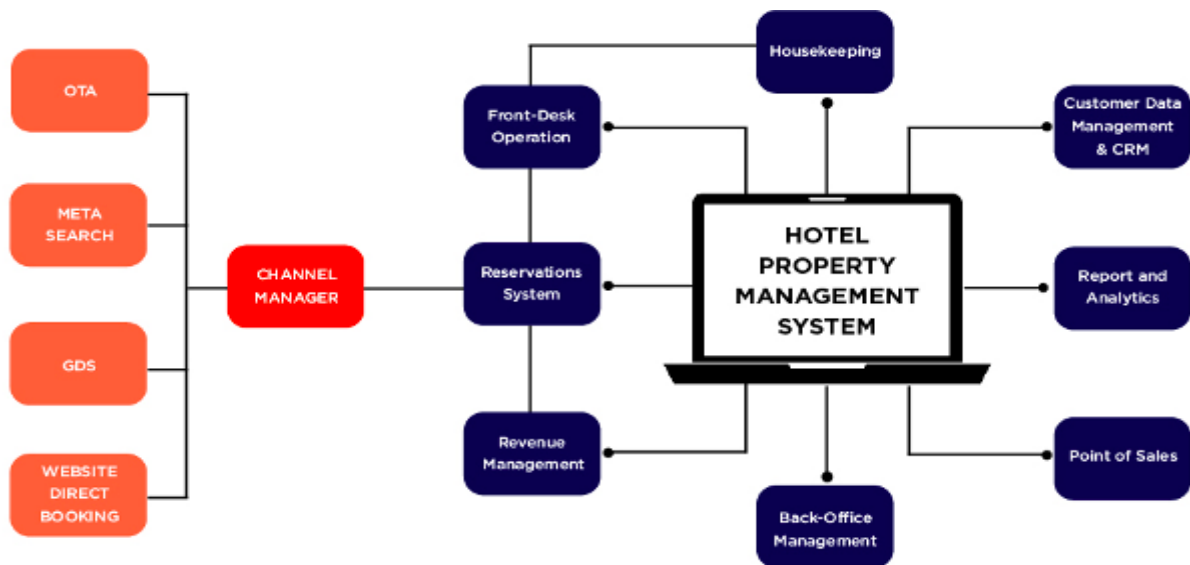 OTA
META
SEARCH
GDS
WEBSITE
DIRECT
BOOKING
CHANNEL
MANAGER
Front-Desk
Operation
Reservations
System
Revenue
Management
Housekeeping
HOTEL
PROPERTY
MANAGEMENT
SYSTEM
Back-Office
Management
Customer Data
Management
& CRM
Report and
Analytics
Point of Sales